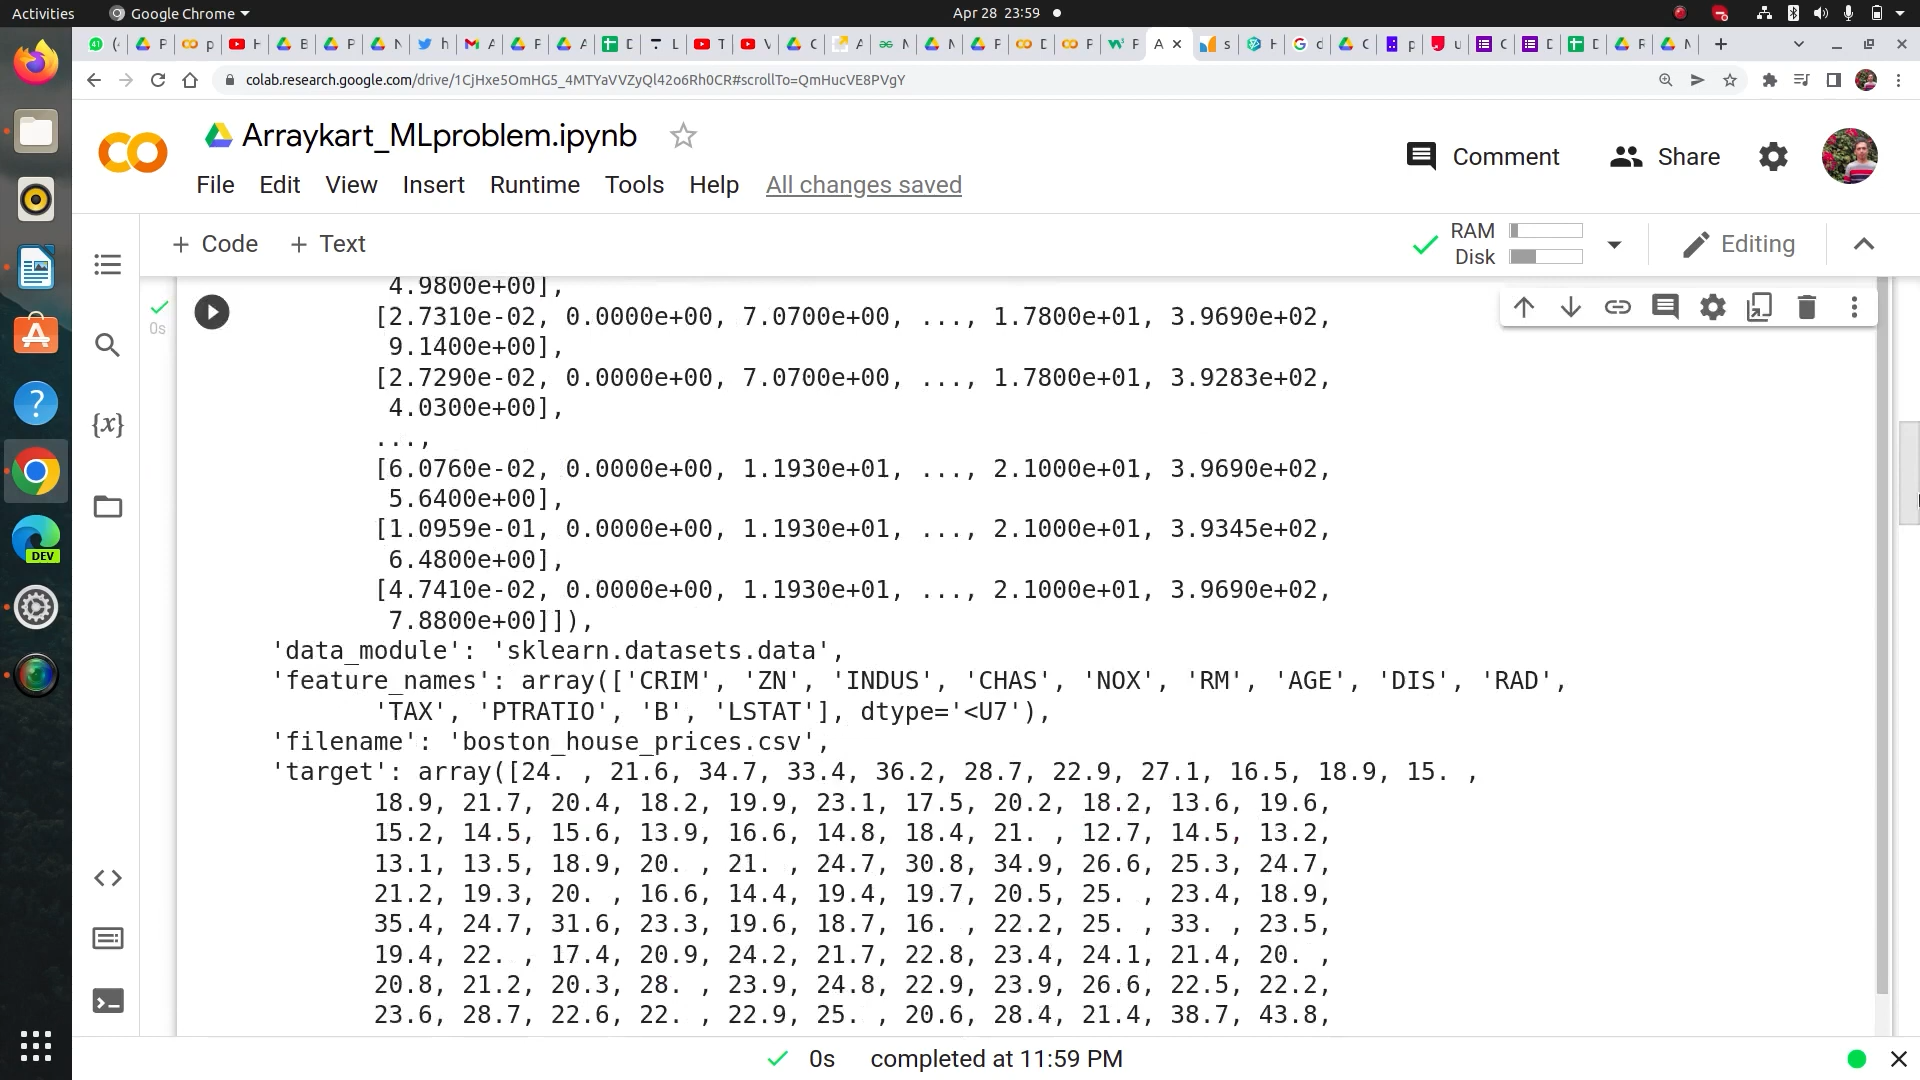 Activities
Google Chrome
Apr 28 23:59
colab.research.google.com/drive/1CjHxe5OmHG5_4MTYaVVZyQl42o6Rh0CR#scrollTo=QmHucVE8PVgY
Arraykart_MLproblem.ipynb
Comment
Share
File Edit View Insert Runtime Tools Help All changes saved
+ Code + Text
RAM
Disk
Editing
4.9800e+00],
0s
[2.7310e-02, 0.0000e+00, 7.0700e+00, ..., 1.7800e+01, 3.9690e+02,
9.1400e+00],
[2.7290e-02, 0.0000e+00, 7.0700e+00, ..., 1.7800e+01, 3.9283e+02,
4.0300e+00],
...,
[6.0760e-02, 0.0000e+00, 1.1930e+01, ..., 2.1000e+01, 3.9690e+02,
5.6400e+00],
[1.0959e-01, 0.0000e+00, 1.1930e+01, ..., 2.1000e+01, 3.9345e+02,
6.4800e+00],
[4.7410e-02, 0.0000e+00, 1.1930e+01, ..., 2.1000e+01, 3.9690e+02,
7.8800e+00]]),
'data_module': 'sklearn.datasets.data',
'feature_names': array(['CRIM', 'ZN', 'INDUS', 'CHAS', 'NOX', 'RM', 'AGE', 'DIS', 'RAD',
'TAX', 'PTRATIO', 'B', 'LSTAT'], dtype='<U7'),
'filename': 'boston_house_prices.csv',
'target': array([24. , 21.6, 34.7, 33.4, 36.2, 28.7, 22.9, 27.1, 16.5, 18.9, 15. ,
18.9, 21.7, 20.4, 18.2, 19.9, 23.1, 17.5, 20.2, 18.2, 13.6, 19.6,
15.2, 14.5, 15.6, 13.9, 16.6, 14.8, 18.4, 21. , 12.7, 14.5, 13.2,
13.1, 13.5, 18.9, 20. , 21. , 24.7, 30.8, 34.9, 26.6, 25.3, 24.7,
21.2, 19.3, 20. , 16.6, 14.4, 19.4, 19.7, 20.5, 25. , 23.4, 18.9,
35.4, 24.7, 31.6, 23.3, 19.6, 18.7, 16. , 22.2, 25. , 33. , 23.5,
19.4, 22. , 17.4, 20.9, 24.2, 21.7, 22.8, 23.4, 24.1, 21.4, 20. ,
20.8, 21.2, 20.3, 28. , 23.9, 24.8, 22.9, 23.9, 26.6, 22.5, 22.2,
23.6, 28.7, 22.6, 22. , 22.9, 25. , 20.6, 28.4, 21.4, 38.7, 43.8,
0s completed at 11:59 PM
{x}
DEV